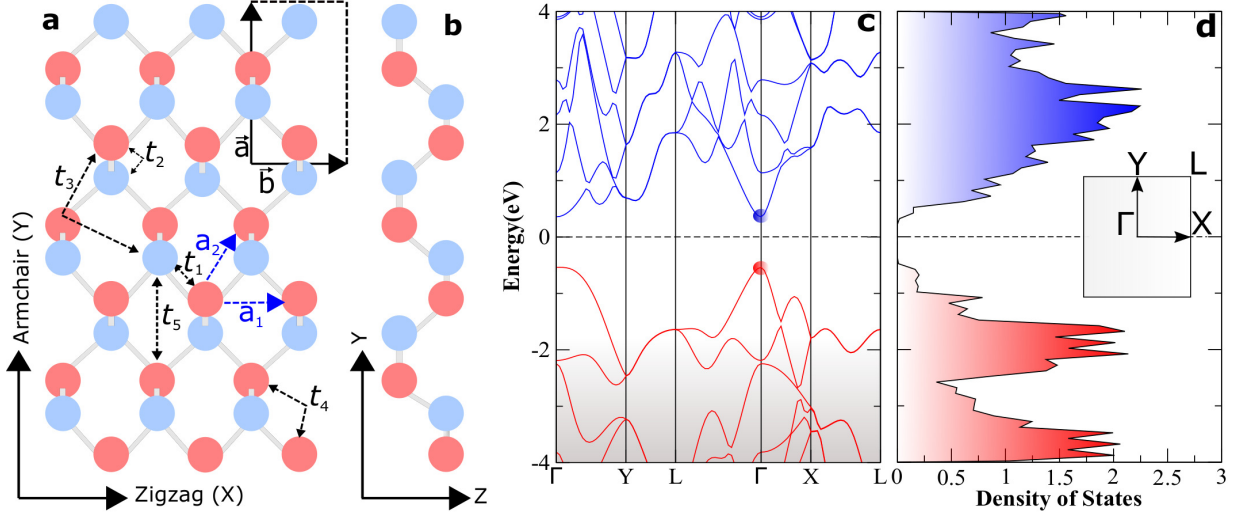 a
b
c
d
a⃗
b⃗
t₂
t₃
t₁
a₂
a₁
t₅
t₄
Armchair (Y)
Zigzag (X)
Y
Z
Energy(eV)
4
2
0
-2
-4
Γ Y L Γ X L
Y L
Γ X
0 0.5 1 1.5 2 2.5 3
Density of States